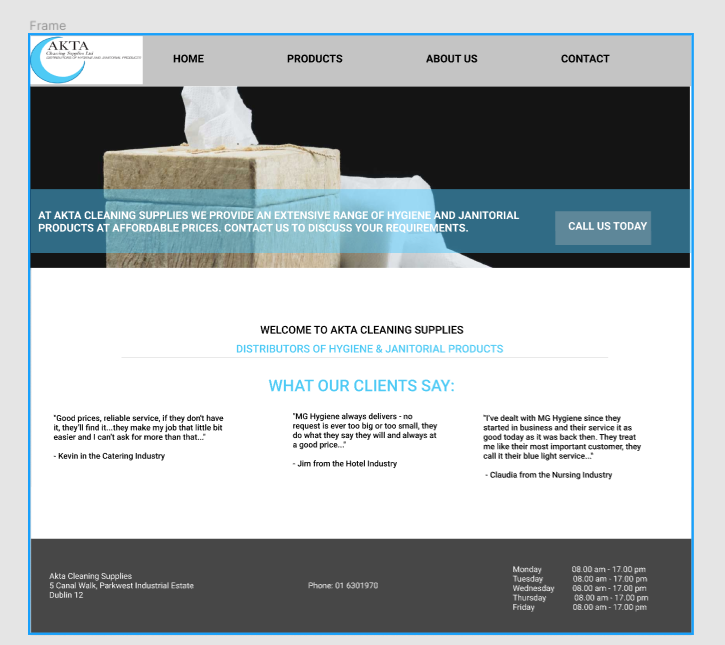 Frame
AKTA
Cleaning Supplies Ltd
DISTRIBUTORS OF HYGIENE AND JANITORIAL PRODUCTS
HOME
PRODUCTS
ABOUT US
CONTACT
AT AKTA CLEANING SUPPLIES WE PROVIDE AN EXTENSIVE RANGE OF HYGIENE AND JANITORIAL
PRODUCTS AT AFFORDABLE PRICES. CONTACT US TO DISCUSS YOUR REQUIREMENTS.
CALL US TODAY
WELCOME TO AKTA CLEANING SUPPLIES
DISTRIBUTORS OF HYGIENE & JANITORIAL PRODUCTS
WHAT OUR CLIENTS SAY:
"Good prices, reliable service, if they don't have
it, they'll find it...they make my job that little bit
easier and I can't ask for more than that..."
- Kevin in the Catering Industry
"MG Hygiene always delivers - no
request is ever too big or too small, they
do what they say they will and always at
a good price..."
- Jim from the Hotel Industry
"I've dealt with MG Hygiene since they
started in business and their service it as
good today as it was back then. They treat
me like their most important customer, they
call it their blue light service..."
- Claudia from the Nursing Industry
Akta Cleaning Supplies
5 Canal Walk, Parkwest Industrial Estate
Dublin 12
Phone: 01 6301970
Monday 08.00 am - 17.00 pm
Tuesday 08.00 am - 17.00 pm
Wednesday 08.00 am - 17.00 pm
Thursday 08.00 am - 17.00 pm
Friday 08.00 am - 17.00 pm